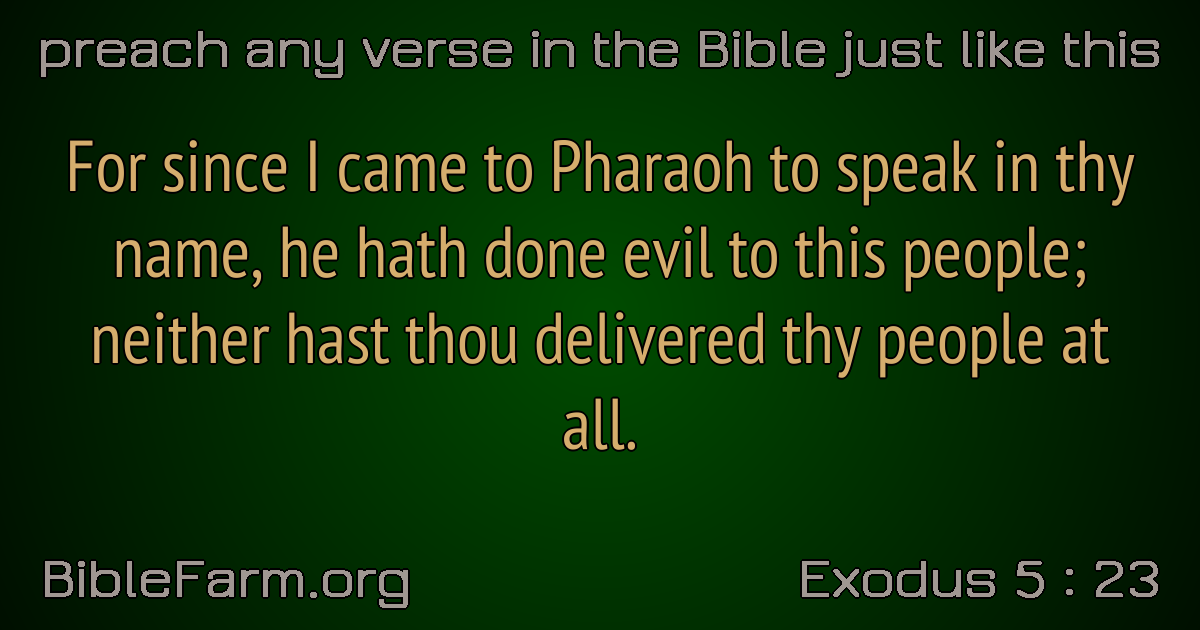 preach any verse in the Bible just like this
For since I came to Pharaoh to speak in thy
name, he hath done evil to this people;
neither hast thou delivered thy people at
all.
BibleFarm.org
Exodus 5 : 23